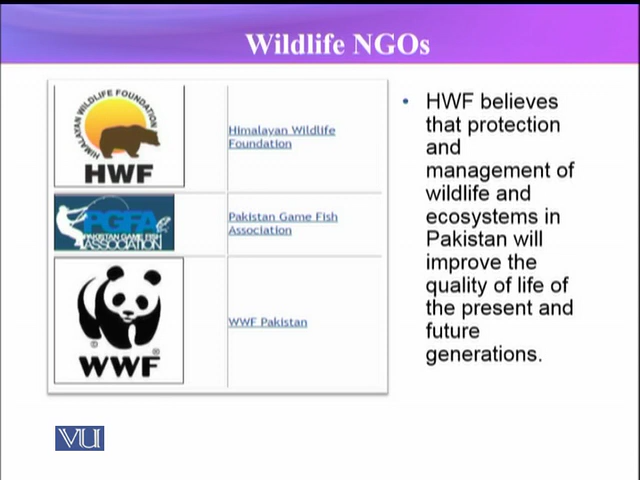 Wildlife NGOs
HIMALAYAN WILDLIFE FOUNDATION
HWF
Himalayan Wildlife
Foundation
PGFA
PAKISTAN GAME FISH
ASSOCIATION
Pakistan Game Fish
Association
WWF
®
WWF Pakistan
• HWF believes
that protection
and
management of
wildlife and
ecosystems in
Pakistan will
improve the
quality of life of
the present and
future
generations.
VU